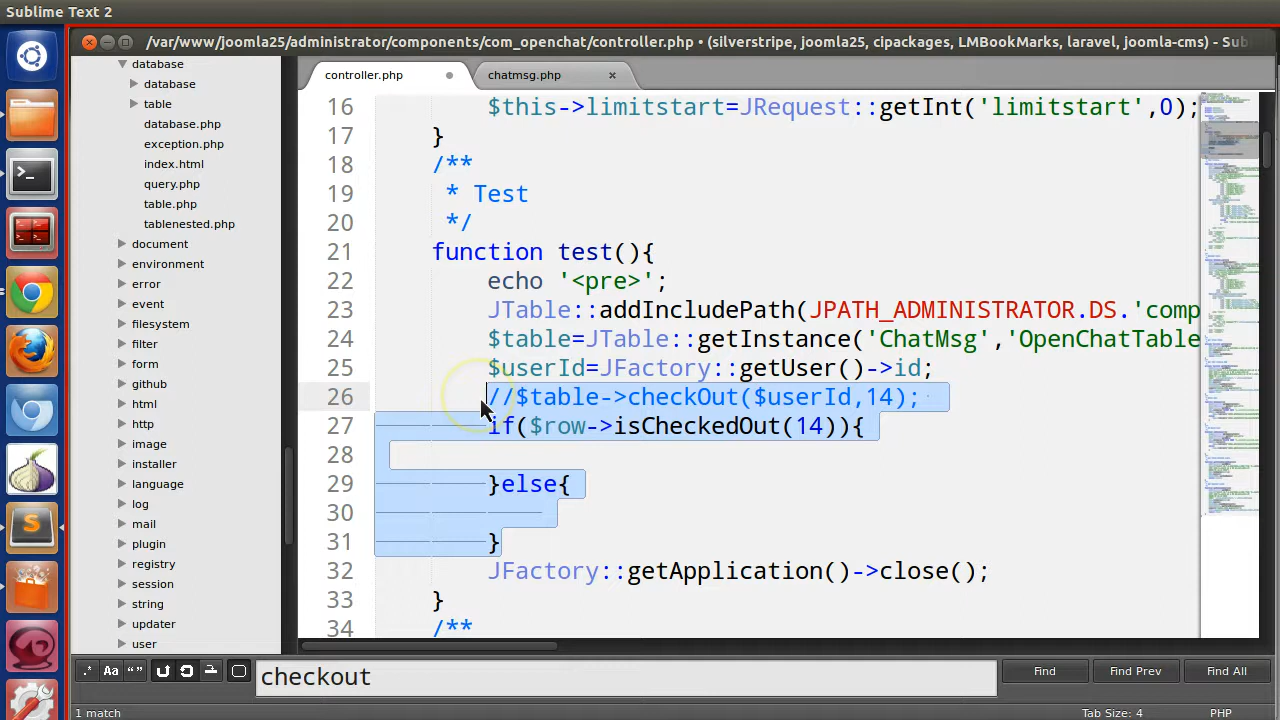 Sublime Text 2
/var/www/joomla25/administrator/components/com_openchat/controller.php • (silverstripe, joomla25, cipackages, LMBookMarks, laravel, joomla-cms) - Sub
database
database
table
database.php
exception.php
index.html
query.php
table.php
tablenested.php
document
environment
error
event
filesystem
filter
form
github
html
http
image
installer
language
log
mail
plugin
registry
session
string
updater
user
controller.php
chatmsg.php
16 $this->limitstart=JRequest::getInt('limitstart',0);
17 }
18 /**
19 * Test
20 */
21 function test(){
22 echo '<pre>';
23 JTable::addIncludePath(JPATH_ADMINISTRATOR.DS.'comp
24 $table=JTable::getInstance('ChatMsg','OpenChatTable
25 $userId=JFactory::getUser()->id;
26 //$table->checkOut($userId,14);
27 if($row->isCheckedOut(14)){
28
29 }else{
30
31 }
32 JFactory::getApplication()->close();
33 }
34 /**
.* Aa “”
checkout
Find
Find Prev
Find All
1 match
Tab Size: 4
PHP